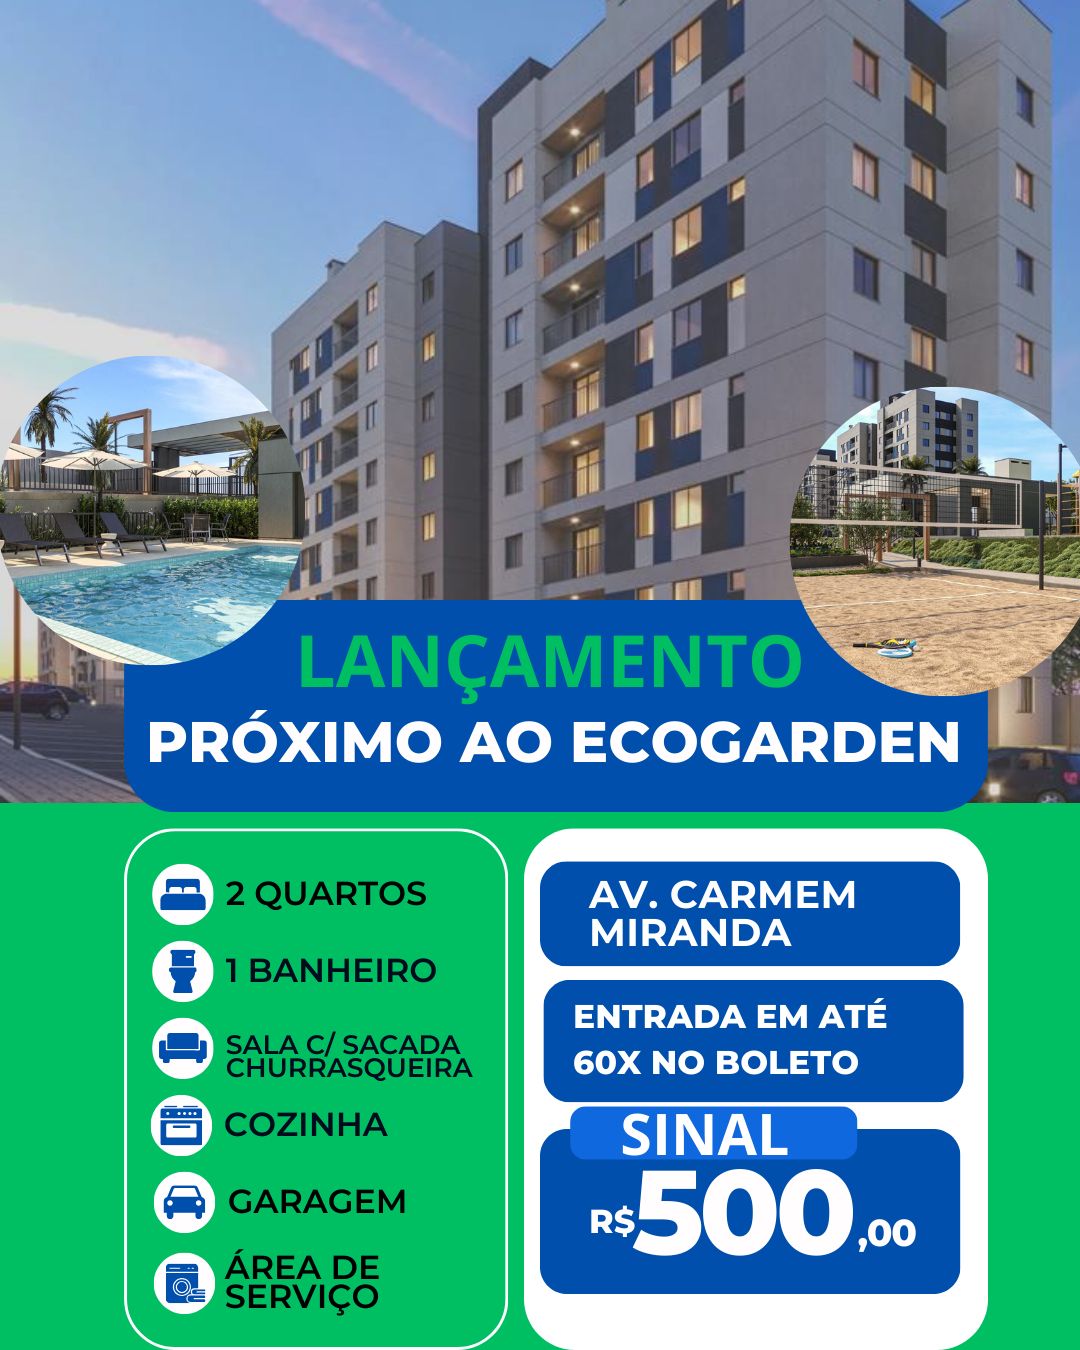 LANÇAMENTO
PRÓXIMO AO ECOGARDEN
2 QUARTOS
1 BANHEIRO
SALA C/ SACADA
CHURRASQUEIRA
COZINHA
GARAGEM
ÁREA DE
SERVIÇO
AV. CARMEM
MIRANDA
ENTRADA EM ATÉ
60X NO BOLETO
SINAL
R$500,00